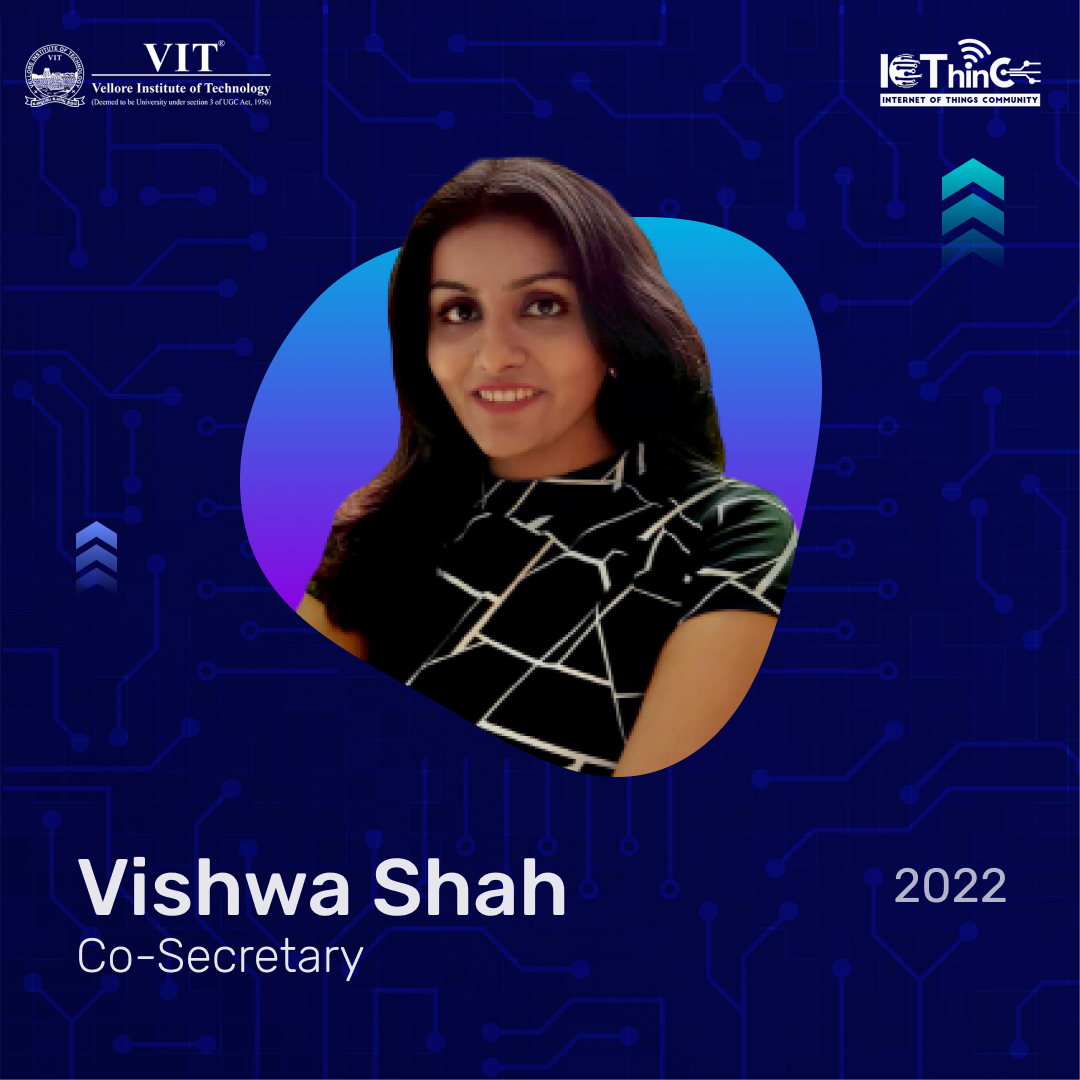 VIT
VIT®
Vellore Institute of Technology
(Deemed to be University under section 3 of UGC Act, 1956)
IoThinC
INTERNET OF THINGS COMMUNITY
Vishwa Shah
Co-Secretary
2022